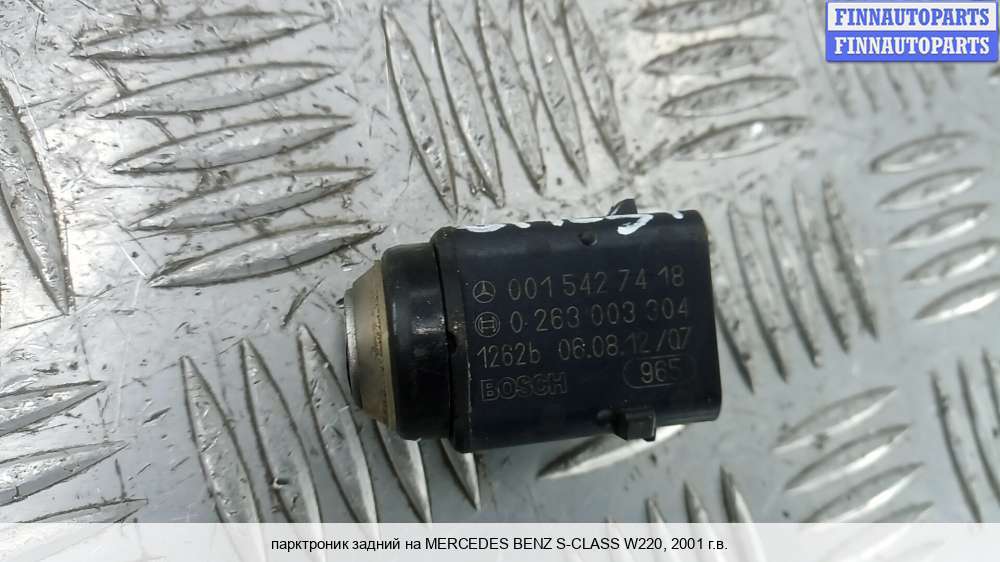 FINNAUTOPARTS
FINNAUTOPARTS
001 542 74 18
0 263 003 304
1262b 06.08.12/07
BOSCH 965
парктроник задний на MERCEDES BENZ S-CLASS W220, 2001 г.в.